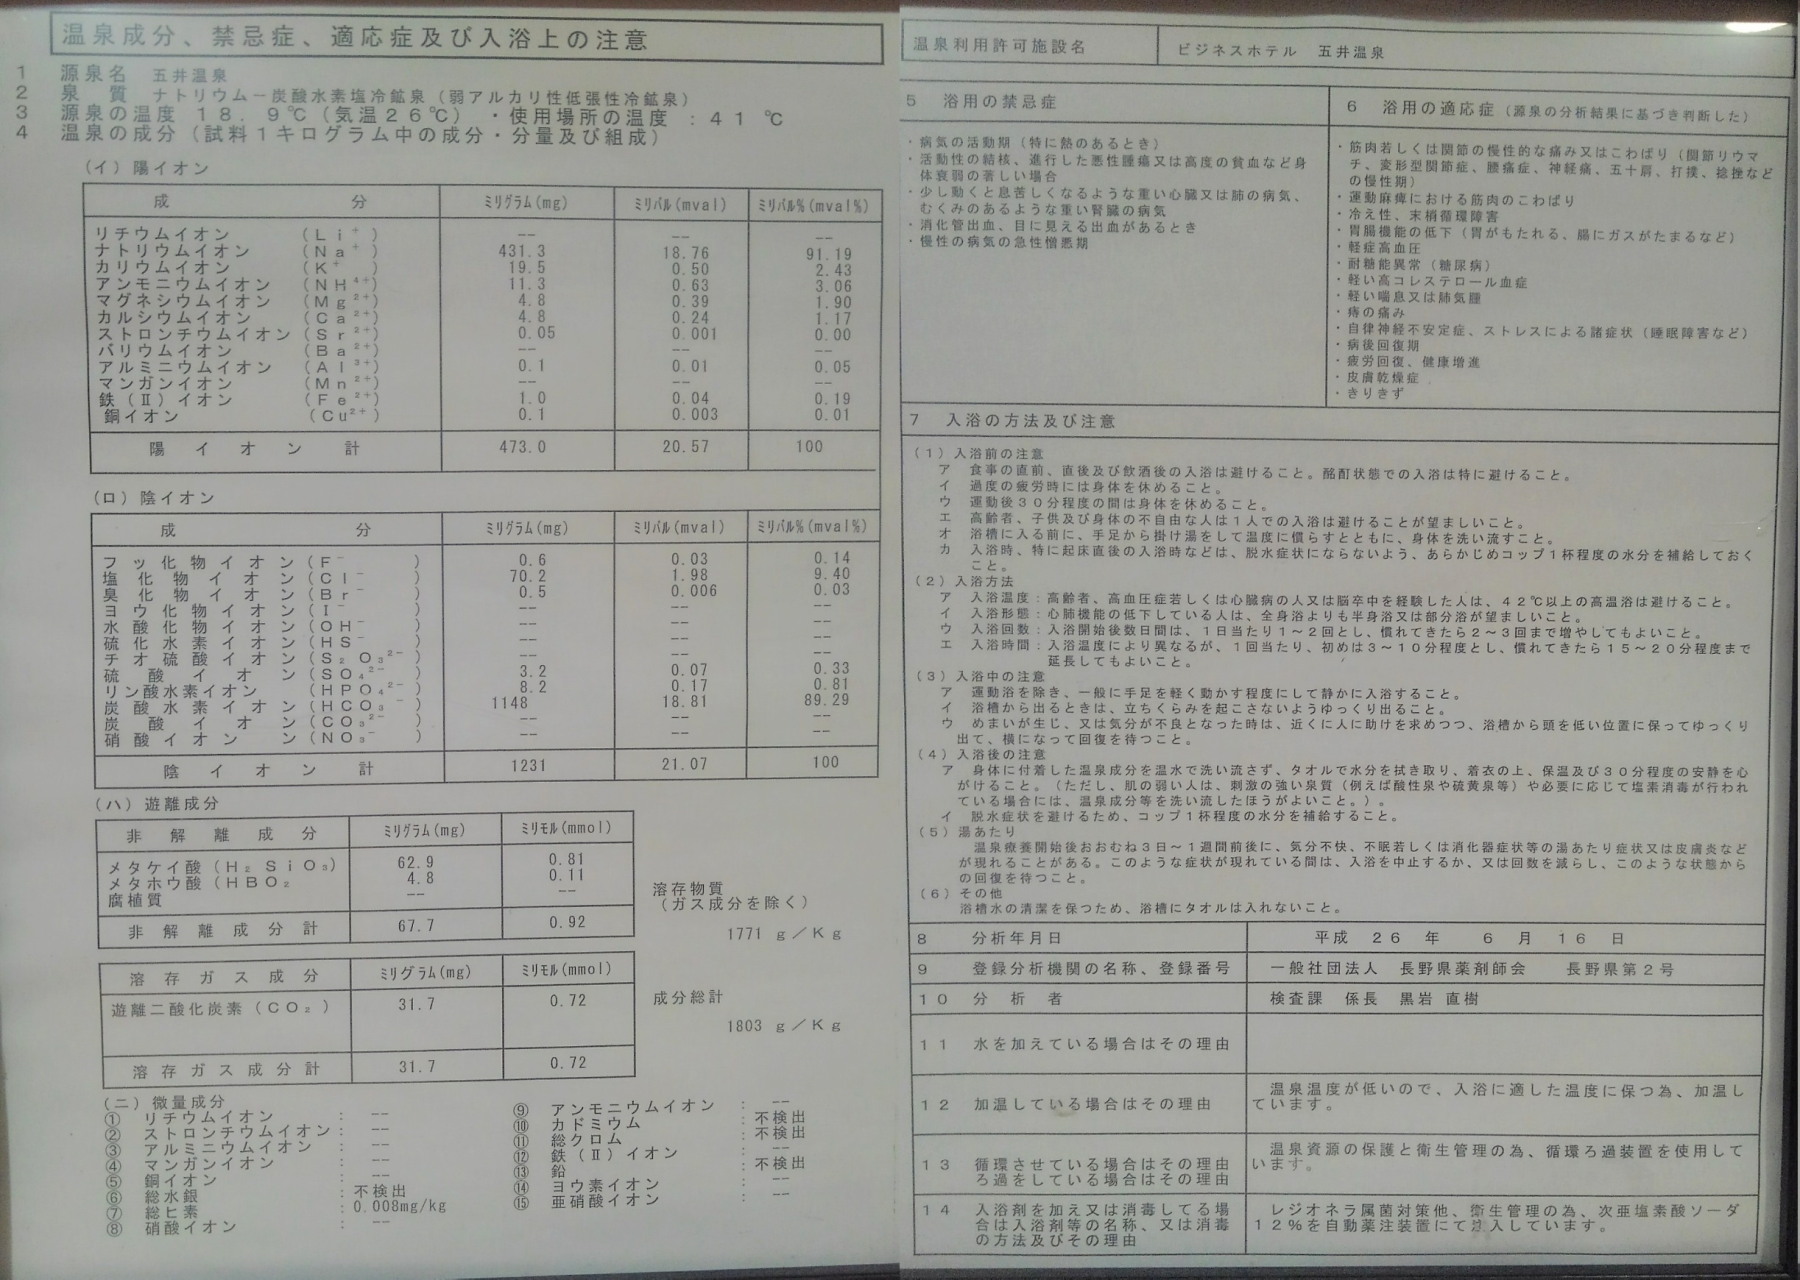 温泉成分、禁忌症、適応症及び入浴上の注意
1 源泉名 五井温泉
2 泉 質 ナトリウム－炭酸水素塩冷鉱泉（弱アルカリ性低張性冷鉱泉）
3 源泉の温度 18．9℃（気温26℃）・使用場所の温度：41℃
4 温泉の成分（試料1キログラム中の成分・分量及び組成）
（イ）陽イオン
成 分 ミリグラム(mg) ミリバル(mval) ミリバル%(mval%)
リチウムイオン （Li⁺） -- -- --
ナトリウムイオン （Na⁺） 431.3 18.76 91.19
カリウムイオン （K⁺ ） 19.5 0.50 2.43
アンモニウムイオン （NH⁴⁺） 11.3 0.63 3.06
マグネシウムイオン （Mg²⁺） 4.8 0.39 1.90
カルシウムイオン （Ca²⁺） 4.8 0.24 1.17
ストロンチウムイオン （Sr²⁺） 0.05 0.001 0.00
バリウムイオン （Ba²⁺） -- -- --
アルミニウムイオン （Al³⁺） 0.1 0.01 0.05
マンガンイオン （Mn²⁺） -- -- --
鉄（Ⅱ）イオン （Fe²⁺） 1.0 0.04 0.19
銅イオン （Cu²⁺） 0.1 0.003 0.01
陽イオン計 473.0 20.57 100
（ロ）陰イオン
成 分 ミリグラム(mg) ミリバル(mval) ミリバル%(mval%)
フッ化物イオン（F⁻ ） 0.6 0.03 0.14
塩化物イオン（Cl⁻ ） 70.2 1.98 9.40
臭化物イオン（Br⁻ ） 0.5 0.006 0.03
ヨウ化物イオン（I⁻ ） -- -- --
水酸化物イオン（OH⁻ ） -- -- --
硫化水素イオン（HS⁻ ） -- -- --
チオ硫酸イオン（S₂O₃²⁻ ） -- -- --
硫酸イオン（SO₄²⁻ ） 3.2 0.07 0.33
リン酸水素イオン （HPO₄²⁻ ） 8.2 0.17 0.81
炭酸水素イオン（HCO₃⁻ ） 1148 18.81 89.29
炭酸イオン（CO₃²⁻ ） -- -- --
硝酸イオン ン（NO₃⁻ ） -- -- --
陰イオン計 1231 21.07 100
（ハ）遊離成分
非解離成分 ミリグラム(mg) ミリモル(mmol)
メタケイ酸（H₂SiO₃） 62.9 0.81
メタホウ酸（HBO₂ 4.8 0.11
腐植質 -- --
非解離成分計 67.7 0.92
溶存物質
（ガス成分を除く）
1771 g／Kg
溶存ガス成分 ミリグラム(mg) ミリモル(mmol)
遊離二酸化炭素（CO₂ ） 31.7 0.72
溶存ガス成分計 31.7 0.72
成分総計
1803 g／Kg
（ニ）微量成分
① リチウムイオン ： --
② ストロンチウムイオン： --
③ アルミニウムイオン ： --
④ マンガンイオン ： --
⑤ 銅イオン ： --
⑥ 総水銀 ：不検出
⑦ 総ヒ素 ：0.008mg/kg
⑧ 硝酸イオン ： --
⑨ アンモニウムイオン ： --
⑩ カドミウム ：不検出
⑪ 総クロム ：不検出
⑫ 鉄（Ⅱ）イオン ： --
⑬ 鉛 ：不検出
⑭ ヨウ素イオン ： --
⑮ 亜硝酸イオン ： --
温泉利用許可施設名 ビジネスホテル 五井温泉
5 浴用の禁忌症
・病気の活動期（特に熱のあるとき）
・活動性の結核、進行した悪性腫瘍又は高度の貧血など身
体衰弱の著しい場合
・少し動くと息苦しくなるような重い心臓又は肺の病気、
むくみのあるような重い腎臓の病気
・消化管出血、目に見える出血があるとき
・慢性の病気の急性憎悪期
6 浴用の適応症（源泉の分析結果に基づき判断した）
・筋肉若しくは関節の慢性的な痛み又はこわばり（関節リウマ
チ、変形型関節症、腰痛症、神経痛、五十肩、打撲、捻挫など
の慢性期）
・運動麻痺における筋肉のこわばり
・冷え性、末梢循環障害
・胃腸機能の低下（胃がもたれる、腸にガスがたまるなど）
・軽症高血圧
・耐糖能異常（糖尿病）
・軽い高コレステロール血症
・軽い喘息又は肺気腫
・痔の痛み
・自律神経不安定症、ストレスによる諸症状（睡眠障害など）
・病後回復期
・疲労回復、健康増進
・皮膚乾燥症
・きりきず
7 入浴の方法及び注意
（1）入浴前の注意
ア 食事の直前、直後及び飲酒後の入浴は避けること。酩酊状態での入浴は特に避けること。
イ 過度の疲労時には身体を休めること。
ウ 運動後30分程度の間は身体を休めること。
エ 高齢者、子供及び身体の不自由な人は1人での入浴は避けることが望ましいこと。
オ 浴槽に入る前に、手足から掛け湯をして温度に慣らすとともに、身体を洗い流すこと。
カ 入浴時、特に起床直後の入浴時などは、脱水症状にならないよう、あらかじめコップ1杯程度の水分を補給しておく
こと。
（2）入浴方法
ア 入浴温度：高齢者、高血圧症若しくは心臓病の人又は脳卒中を経験した人は、42℃以上の高温浴は避けること。
イ 入浴形態：心肺機能の低下している人は、全身浴よりも半身浴又は部分浴が望ましいこと。
ウ 入浴回数：入浴開始後数日間は、1日当たり1～2回とし、慣れてきたら2～3回まで増やしてもよいこと。
エ 入浴時間：入浴温度により異なるが、1回当たり、初めは3～10分程度とし、慣れてきたら15～20分程度まで
延長してもよいこと。
（3）入浴中の注意
ア 運動浴を除き、一般に手足を軽く動かす程度にして静かに入浴すること。
イ 浴槽から出るときは、立ちくらみを起こさないようゆっくり出ること。
ウ めまいが生じ、又は気分が不良となった時は、近くに人に助けを求めつつ、浴槽から頭を低い位置に保ってゆっくり
出て、横になって回復を待つこと。
（4）入浴後の注意
ア 身体に付着した温泉成分を温水で洗い流さず、タオルで水分を拭き取り、着衣の上、保温及び30分程度の安静を心
がけること。（ただし、肌の弱い人は、刺激の強い泉質（例えば酸性泉や硫黄泉等）や必要に応じて塩素消毒が行われ
ている場合には、温泉成分等を洗い流したほうがよいこと。）。
イ 脱水症状を避けるため、コップ1杯程度の水分を補給すること。
（5）湯あたり
温泉療養開始後おおむね3日～1週間前後に、気分不快、不眠若しくは消化器症状等の湯あたり症状又は皮膚炎など
が現れることがある。このような症状が現れている間は、入浴を中止するか、又は回数を減らし、このような状態から
の回復を待つこと。
（6）その他
浴槽水の清潔を保つため、浴槽にタオルは入れないこと。
8 分析年月日 平成 26 年 6 月 16 日
9 登録分析機関の名称、登録番号 一般社団法人 長野県薬剤師会 長野県第2号
10 分 析 者 検査課 係長 黒岩 直樹
11 水を加えている場合はその理由
12 加温している場合はその理由 温泉温度が低いので、入浴に適した温度に保つ為、加温し
ています。
13 循環させている場合はその理由
ろ過をしている場合はその理由
温泉資源の保護と衛生管理の為、循環ろ過装置を使用して
います。
14 入浴剤を加え又は消毒してる場
合は入浴剤等の名称、又は消毒
の方法及びその理由
レジオネラ属菌対策他、衛生管理の為、次亜塩素酸ソーダ
12%を自動薬注装置にて注入しています。